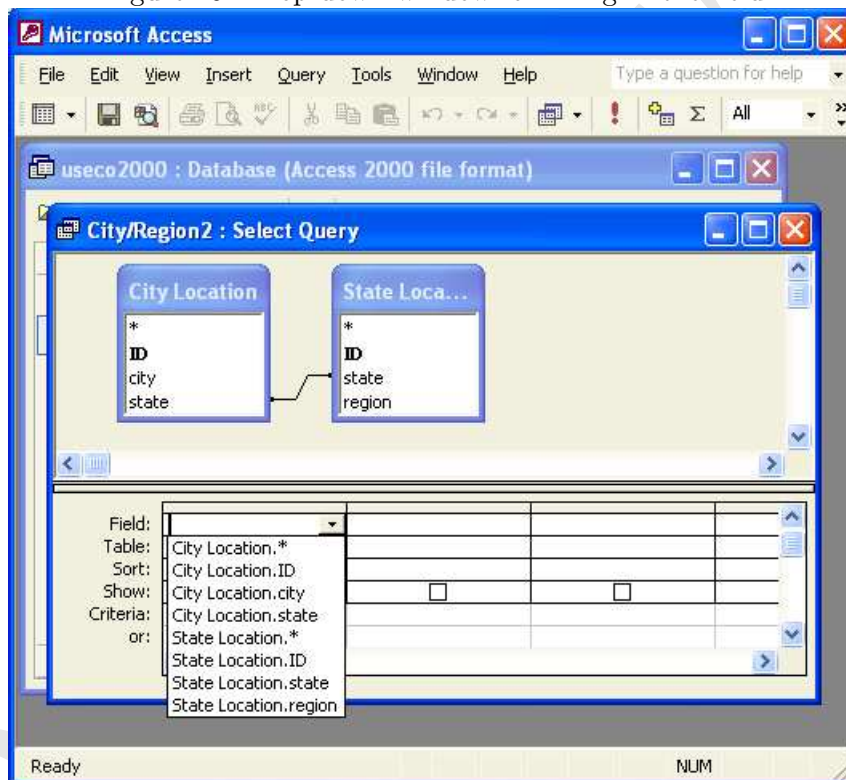 Microsoft Access
File Edit View Insert Query Tools Window Help Type a question for help
ABC Σ All
useco2000 : Database (Access 2000 file format)
City/Region2 : Select Query
City Location
*
ID
city
state
State Loca...
*
ID
state
region
Field:
Table:
Sort:
Show:
Criteria:
or:
City Location.*
City Location.ID
City Location.city
City Location.state
State Location.*
State Location.ID
State Location.state
State Location.region
Ready NUM